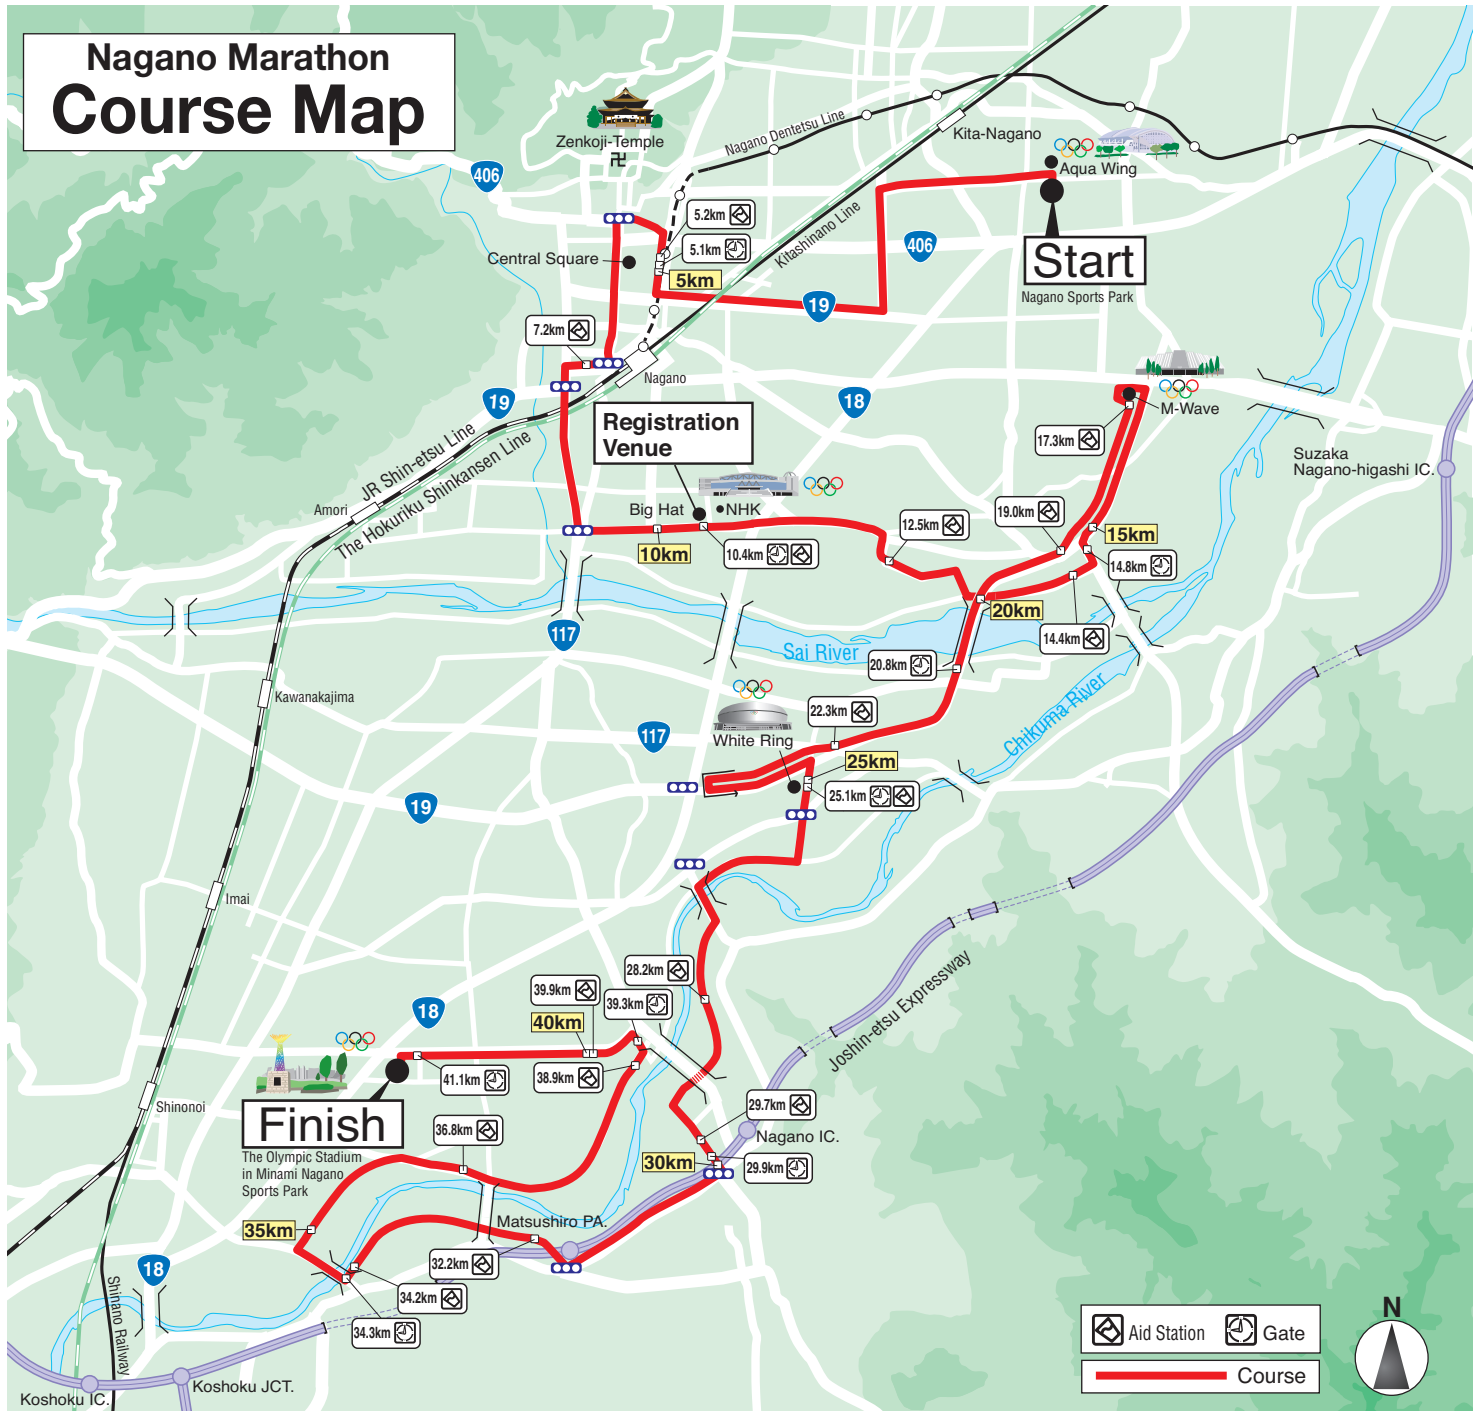 Nagano Marathon
Course Map
Zenkoji-Temple
卍
Nagano Dentetsu Line
Kita-Nagano
Aqua Wing
406
5.2km
5.1km
5km
Central Square
Kitashinano Line
406
Start
Nagano Sports Park
19
7.2km
Nagano
19
18
M-Wave
Registration
Venue
17.3km
Suzaka
Nagano-higashi IC.
JR Shin-etsu Line
The Hokuriku Shinkansen Line
Amori
Big Hat
NHK
10km
10.4km
12.5km
19.0km
15km
14.8km
20km
14.4km
117
Sai River
20.8km
Kawanakajima
Chikuma River
22.3km
117
White Ring
25km
25.1km
19
Imai
Joshin-etsu Expressway
28.2km
39.9km
39.3km
40km
18
41.1km
38.9km
Shinonoi
Finish
The Olympic Stadium
in Minami Nagano
Sports Park
36.8km
29.7km
Nagano IC.
30km
29.9km
35km
Matsushiro PA.
32.2km
18
34.2km
34.3km
Shinano Railway
Koshoku JCT.
Koshoku IC.
Aid Station
Gate
Course
N